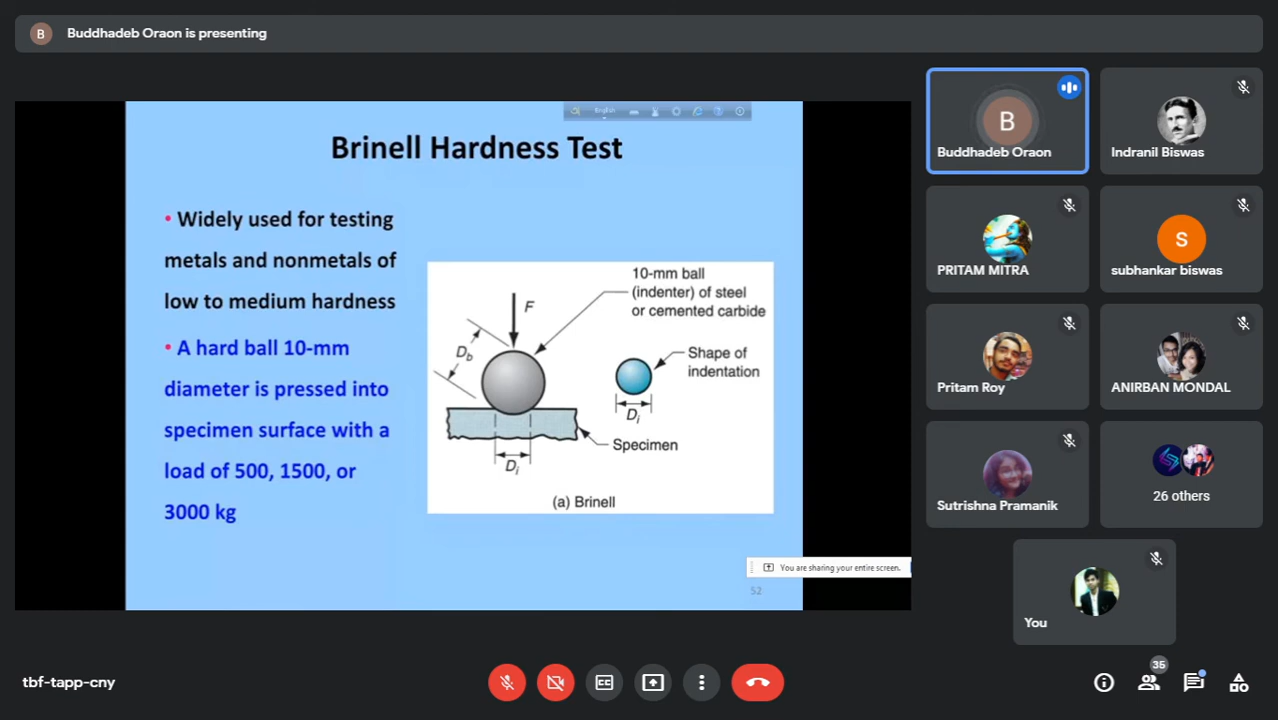 B
Buddhadeb Oraon is presenting
English
Brinell Hardness Test
• Widely used for testing
metals and nonmetals of
low to medium hardness
• A hard ball 10-mm
diameter is pressed into
specimen surface with a
load of 500, 1500, or
3000 kg
10-mm ball
(indenter) of steel
or cemented carbide
F
Db
Shape of
indentation
Di
Specimen
Di
(a) Brinell
You are sharing your entire screen.
52
B
Buddhadeb Oraon
Indranil Biswas
PRITAM MITRA
S
subhankar biswas
Pritam Roy
ANIRBAN MONDAL
Sutrishna Pramanik
26 others
You
tbf-tapp-cny
CC
35